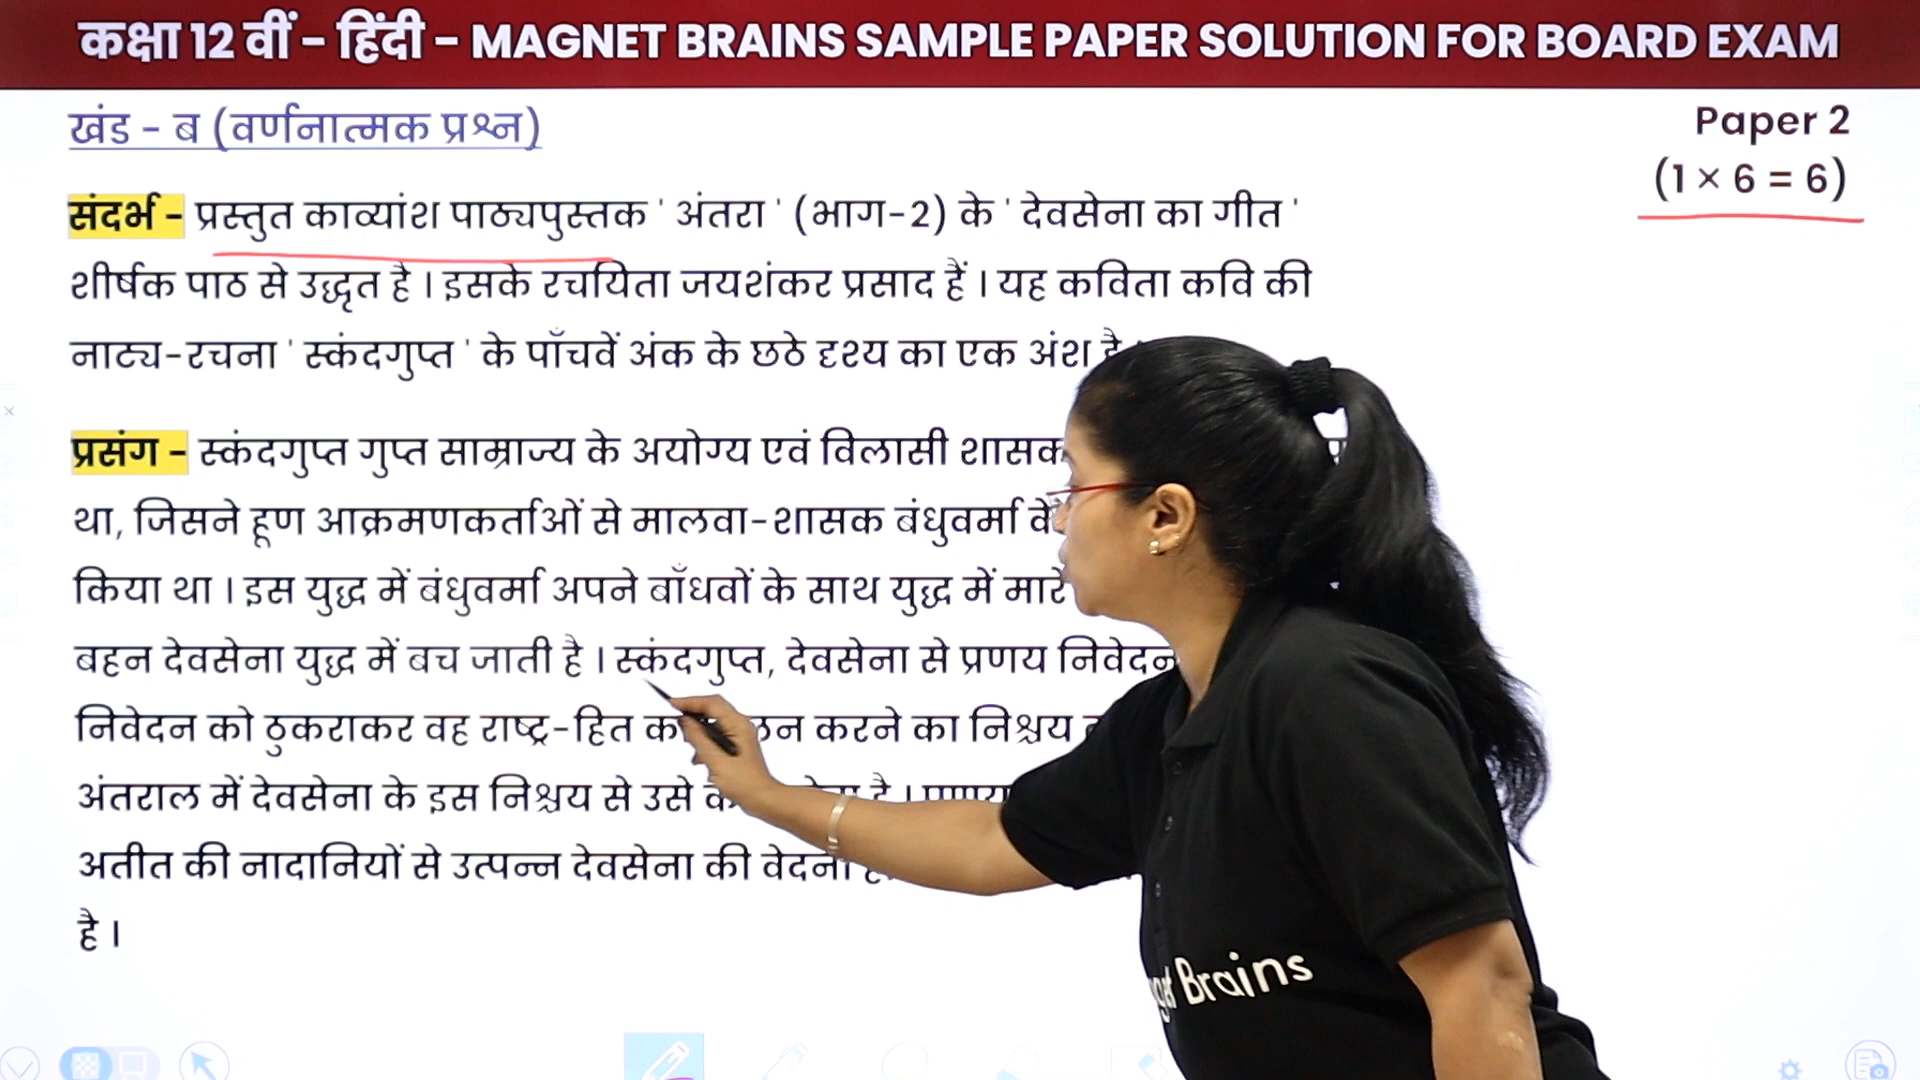 कक्षा 12 वीं – हिंदी – MAGNET BRAINS SAMPLE PAPER SOLUTION FOR BOARD EXAM
खंड - ब (वर्णनात्मक प्रश्न)
Paper 2
(1 × 6 = 6)
संदर्भ - प्रस्तुत काव्यांश पाठ्यपुस्तक ' अंतरा ' (भाग-2) के ' देवसेना का गीत '
शीर्षक पाठ से उद्धृत है । इसके रचयिता जयशंकर प्रसाद हैं । यह कविता कवि की
नाट्य-रचना ' स्कंदगुप्त ' के पाँचवें अंक के छठे दृश्य का एक अंश है
प्रसंग - स्कंदगुप्त गुप्त साम्राज्य के अयोग्य एवं विलासी शासक
था, जिसने हूण आक्रमणकर्ताओं से मालवा-शासक बंधुवर्मा
किया था । इस युद्ध में बंधुवर्मा अपने बाँधवों के साथ युद्ध में मारे
बहन देवसेना युद्ध में बच जाती है । स्कंदगुप्त, देवसेना से प्रणय निवेदन
निवेदन को ठुकराकर वह राष्ट्र-हित करने का निश्चय
अंतराल में देवसेना के इस निश्चय से उसे है ।
अतीत की नादानियों से उत्पन्न देवसेना की वेदना
है ।
Brains